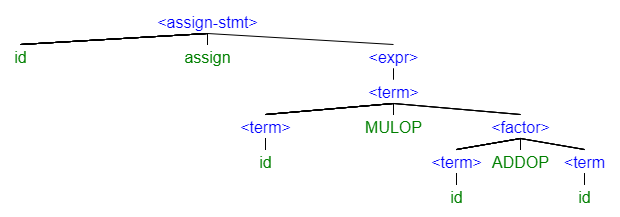 <assign-stmt>
id assign <expr>
<term>
<term> MULOP <factor>
id <term> ADDOP <term
id id